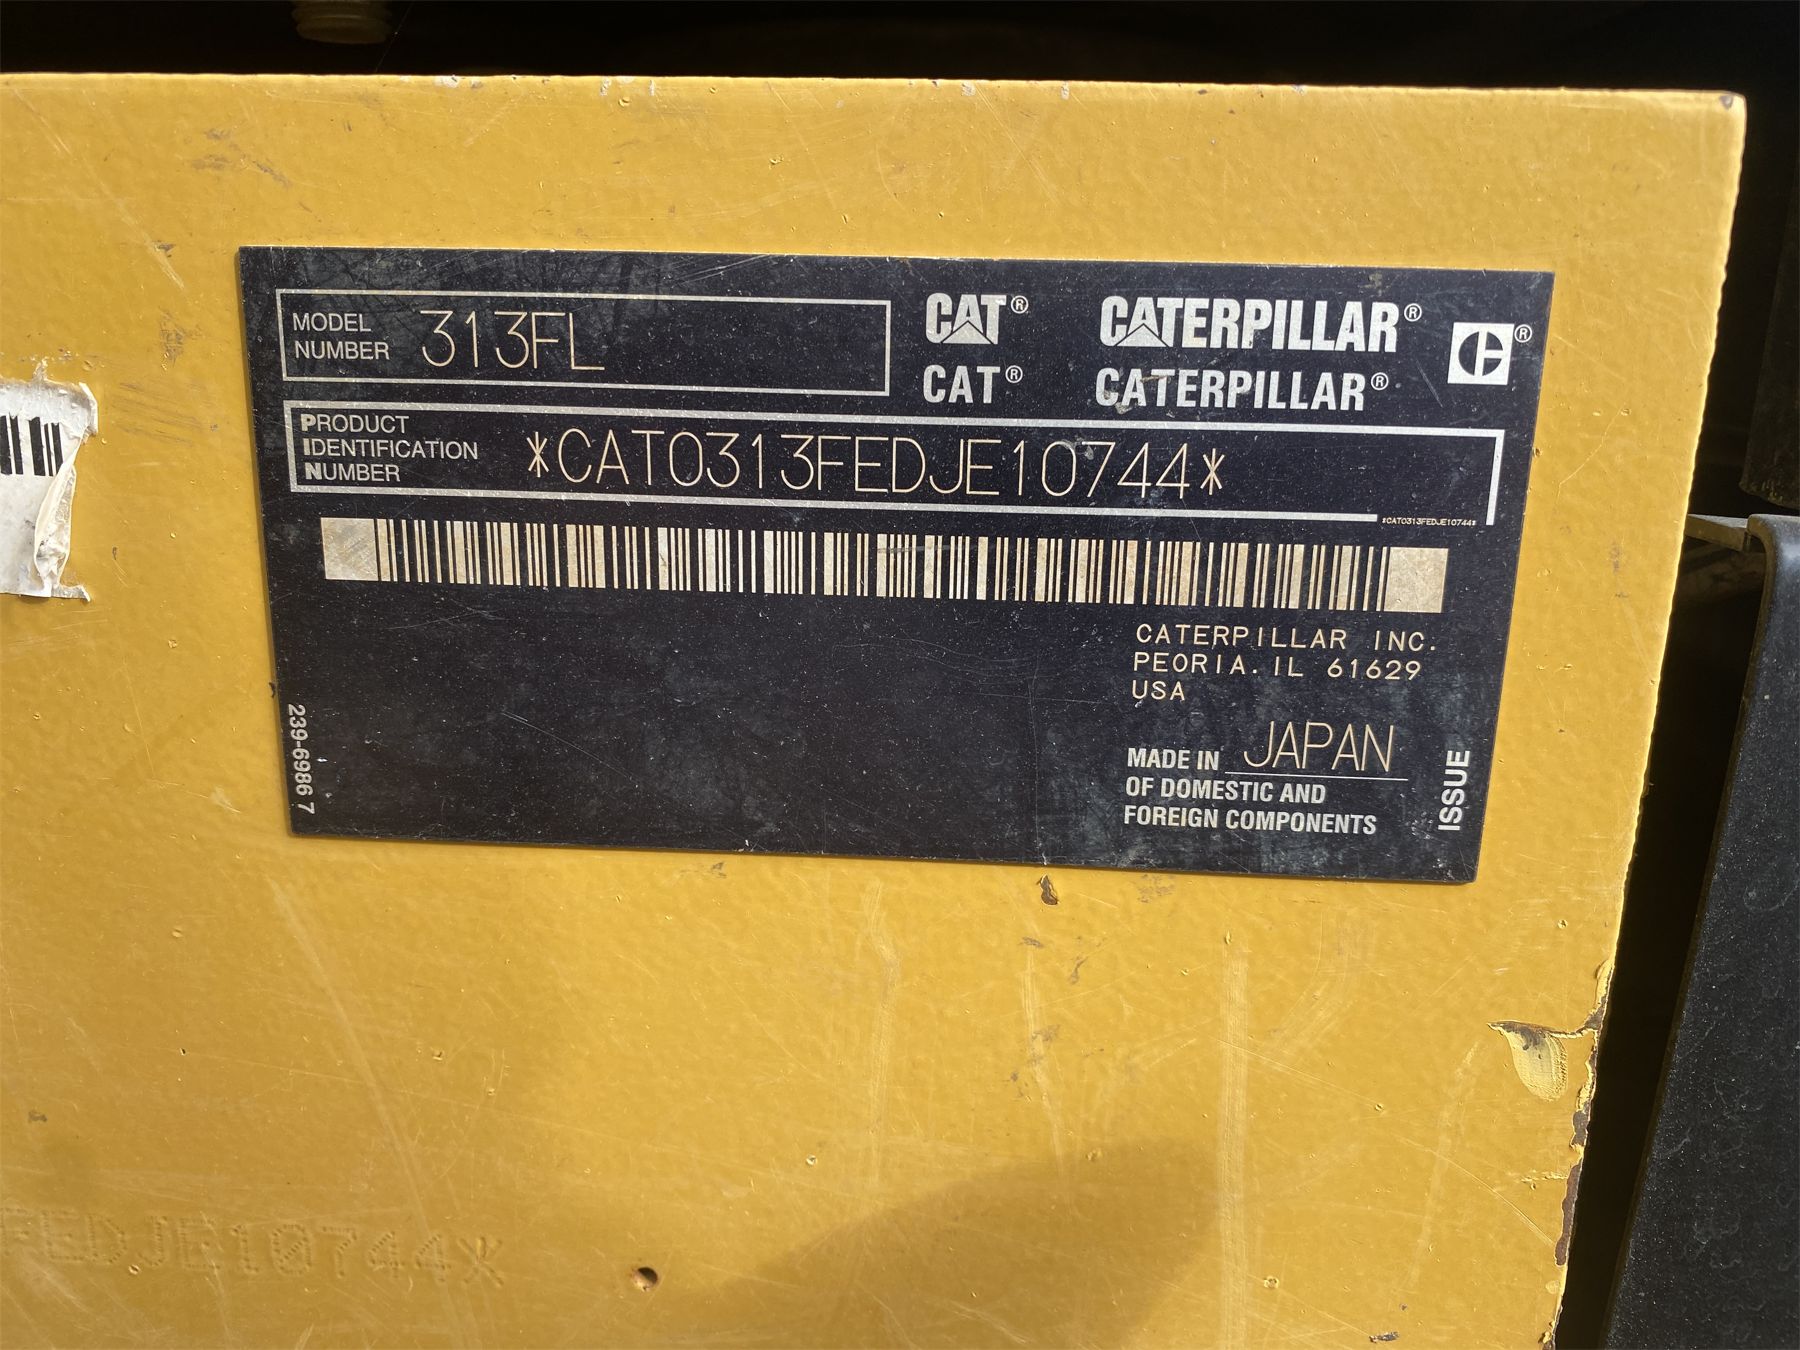 MODEL
NUMBER 313FL
CAT® CATERPILLAR® ®
CAT® CATERPILLAR®
PRODUCT
IDENTIFICATION
NUMBER
*CAT0313FEDJE10744*
*CAT0313FEDJE10744*
CATERPILLAR INC.
PEORIA. IL 61629
USA
MADE IN JAPAN
OF DOMESTIC AND
FOREIGN COMPONENTS
ISSUE
239-6986 7
FEDJE10744*